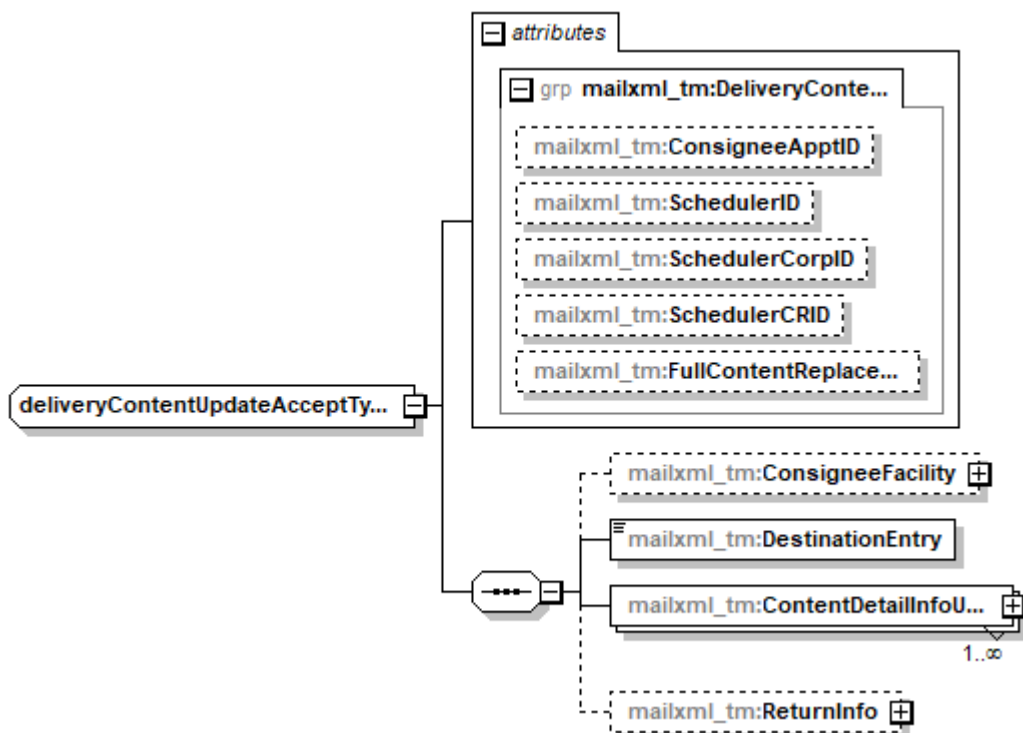 attributes
grp mailxml_tm:DeliveryConte...
mailxml_tm:ConsigneeApptID
mailxml_tm:SchedulerID
mailxml_tm:SchedulerCorpID
mailxml_tm:SchedulerCRID
mailxml_tm:FullContentReplace...
deliveryContentUpdateAcceptTy...
mailxml_tm:ConsigneeFacility
mailxml_tm:DestinationEntry
mailxml_tm:ContentDetailInfoU...
1..∞
mailxml_tm:ReturnInfo